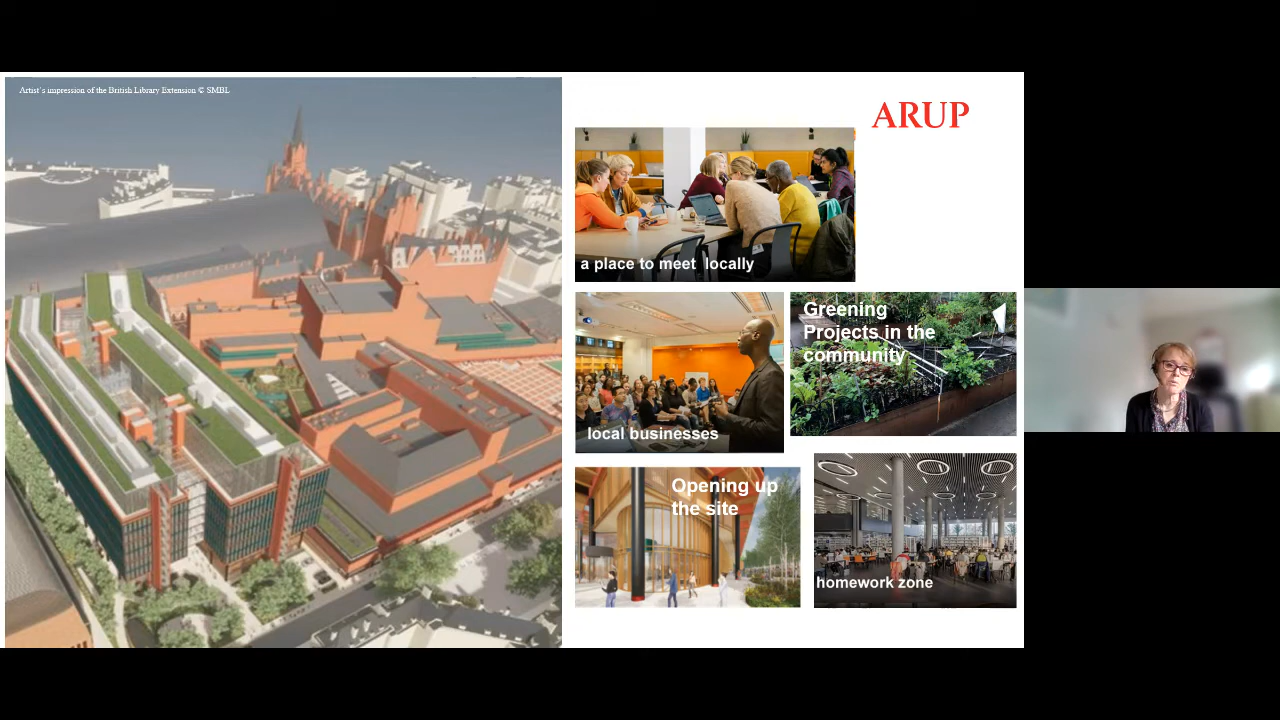 Artist's impression of the British Library Extension © SMBL
ARUP
a place to meet locally
local businesses
Greening
Projects in the
community
Opening up
the site
homework zone